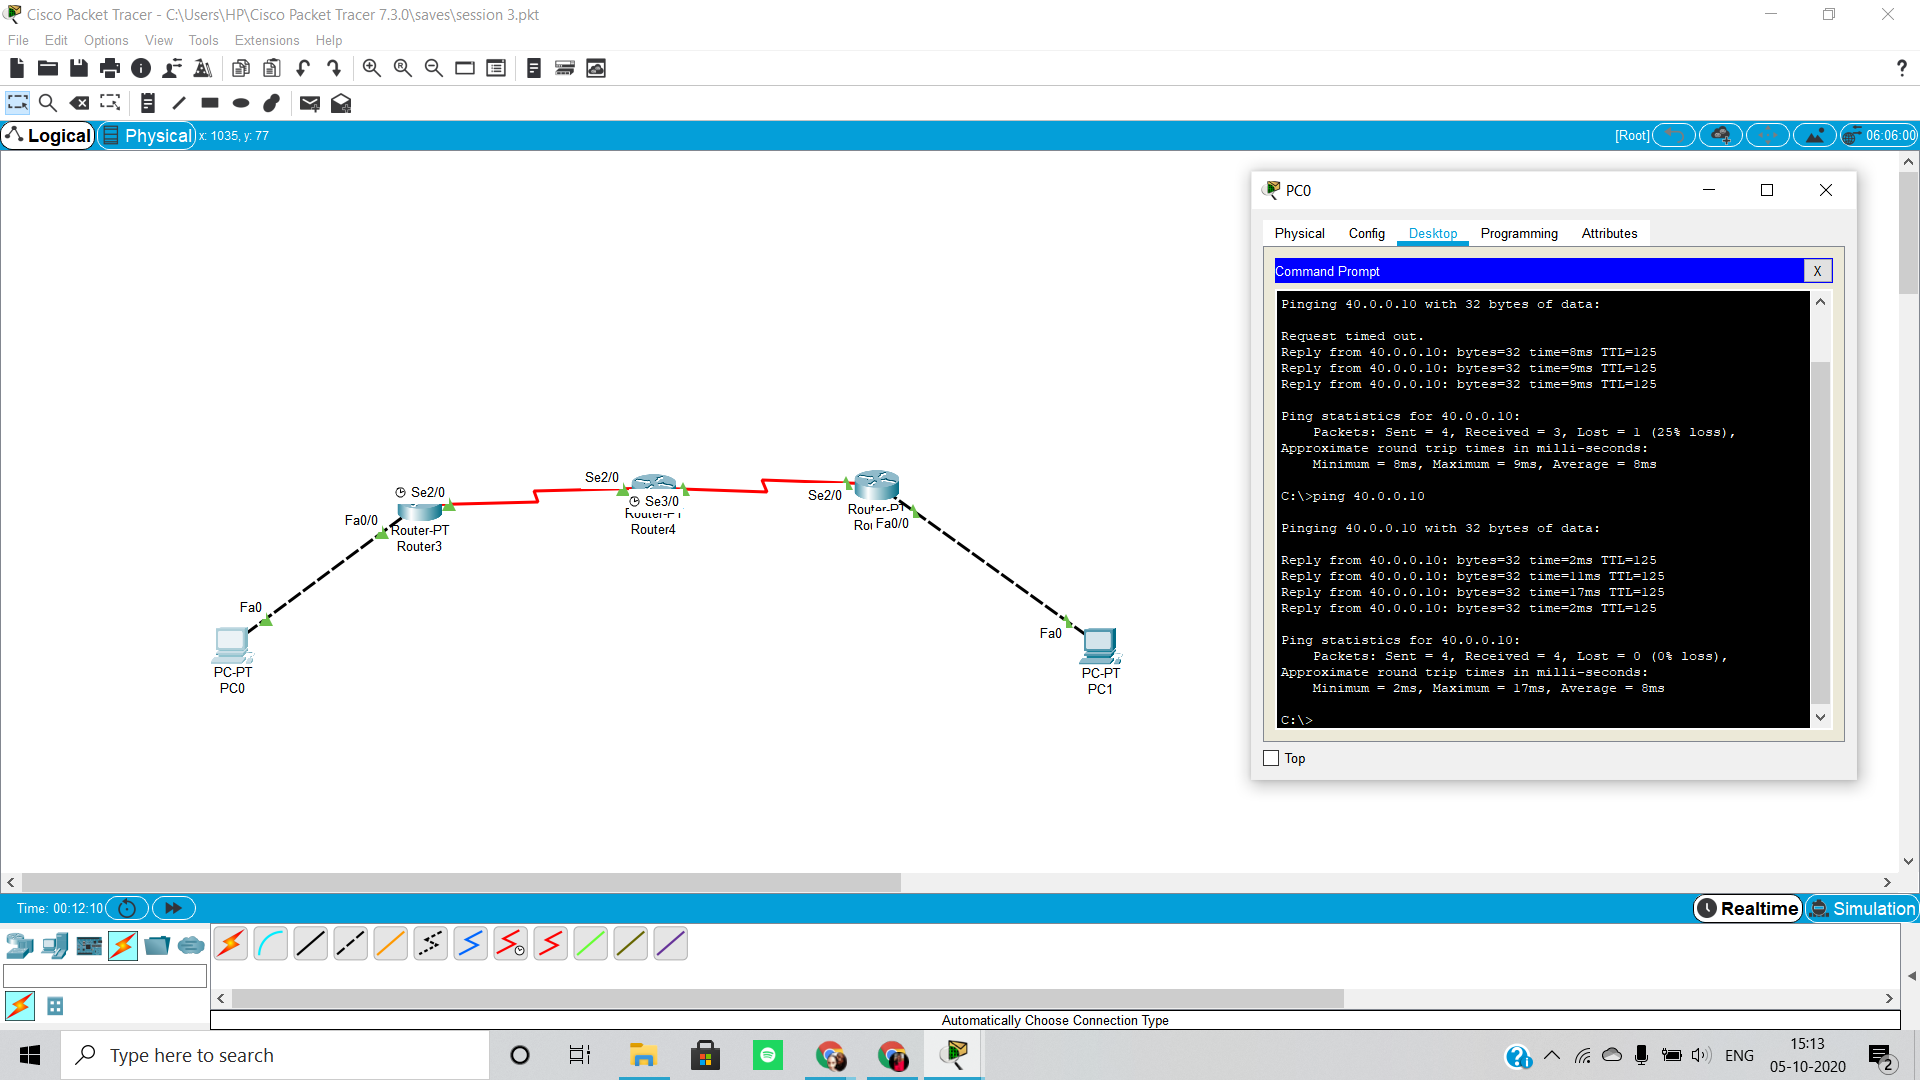 Cisco Packet Tracer - C:\Users\HP\Cisco Packet Tracer 7.3.0\saves\session 3.pkt
File Edit Options View Tools Extensions Help
?
Logical Physical x: 1035, y: 77 [Root] 06:06:00
PC0
Physical Config Desktop Programming Attributes
Command Prompt X
Pinging 40.0.0.10 with 32 bytes of data:
Request timed out.
Reply from 40.0.0.10: bytes=32 time=8ms TTL=125
Reply from 40.0.0.10: bytes=32 time=9ms TTL=125
Reply from 40.0.0.10: bytes=32 time=9ms TTL=125
Ping statistics for 40.0.0.10:
Packets: Sent = 4, Received = 3, Lost = 1 (25% loss),
Approximate round trip times in milli-seconds:
Minimum = 8ms, Maximum = 9ms, Average = 8ms
C:\>ping 40.0.0.10
Pinging 40.0.0.10 with 32 bytes of data:
Reply from 40.0.0.10: bytes=32 time=2ms TTL=125
Reply from 40.0.0.10: bytes=32 time=11ms TTL=125
Reply from 40.0.0.10: bytes=32 time=17ms TTL=125
Reply from 40.0.0.10: bytes=32 time=2ms TTL=125
Ping statistics for 40.0.0.10:
Packets: Sent = 4, Received = 4, Lost = 0 (0% loss),
Approximate round trip times in milli-seconds:
Minimum = 2ms, Maximum = 17ms, Average = 8ms
C:\>
Top
Se2/0
Fa0/0
Router-PT
Router3
Se2/0
Se3/0
Router-PT
Router4
Se2/0
Router-PT
Fa0/0
Fa0
PC-PT
PC0
Fa0
PC-PT
PC1
Time: 00:12:10 Realtime Simulation
Automatically Choose Connection Type
Type here to search
ENG
15:13
05-10-2020
2